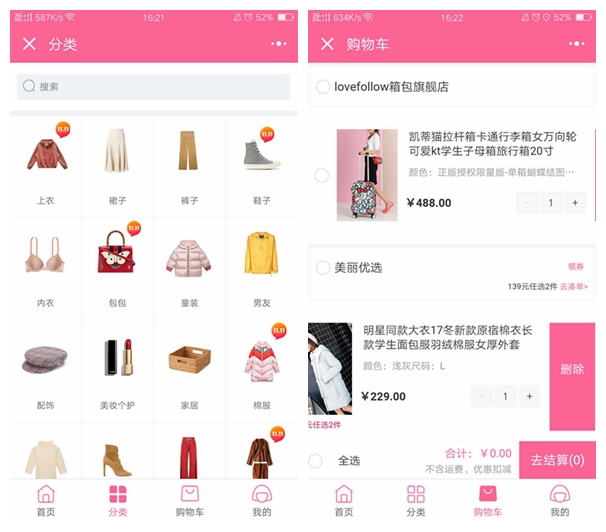 587K/s
16:21
52%
分类
搜索
11.11
11.11
上衣
裙子
裤子
鞋子
11.11
内衣
包包
童装
男友
11.11
配饰
美妆个护
家居
棉服
11.11
首页
分类
购物车
我的
634K/s
16:22
52%
购物车
lovefollow箱包旗舰店
凯蒂猫拉杆箱卡通行李箱女万向轮
可爱kt学生子母箱旅行箱20寸
颜色：正版授权限量版-单箱蝴蝶结图…
¥488.00
- 1 +
美丽优选
领券
139元任选2件 去凑单>
明星同款大衣17冬新款原宿棉衣长
款学生面包服羽绒棉服女厚外套
颜色：浅灰尺码：L
¥229.00
- 1 +
删除
元任选2件
全选
合计：¥0.00
不含运费、优惠扣减
去结算(0)
首页
分类
购物车
我的